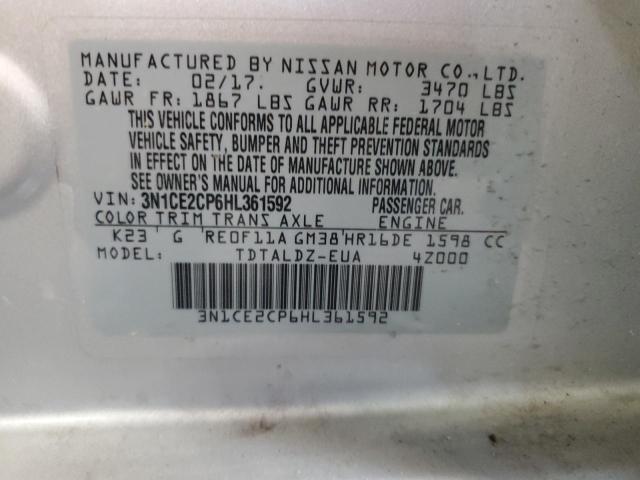 MANUFACTURED BY NISSAN MOTOR CO., LTD.
DATE: 02/17. GVWR: 3470 LBS
GAWR FR: 1867 LBS GAWR RR: 1704 LBS
THIS VEHICLE CONFORMS TO ALL APPLICABLE FEDERAL MOTOR
VEHICLE SAFETY, BUMPER AND THEFT PREVENTION STANDARDS
IN EFFECT ON THE DATE OF MANUFACTURE SHOWN ABOVE.
SEE OWNER'S MANUAL FOR ADDITIONAL INFORMATION.
VIN: 3N1CE2CP6HL361592 PASSENGER CAR.
COLOR TRIM TRANS AXLE ENGINE
K23 G RE0F11A GM38 HR16DE 1598 CC
MODEL: TDTALDZ-EUA 4Z000
3N1CE2CP6HL361592